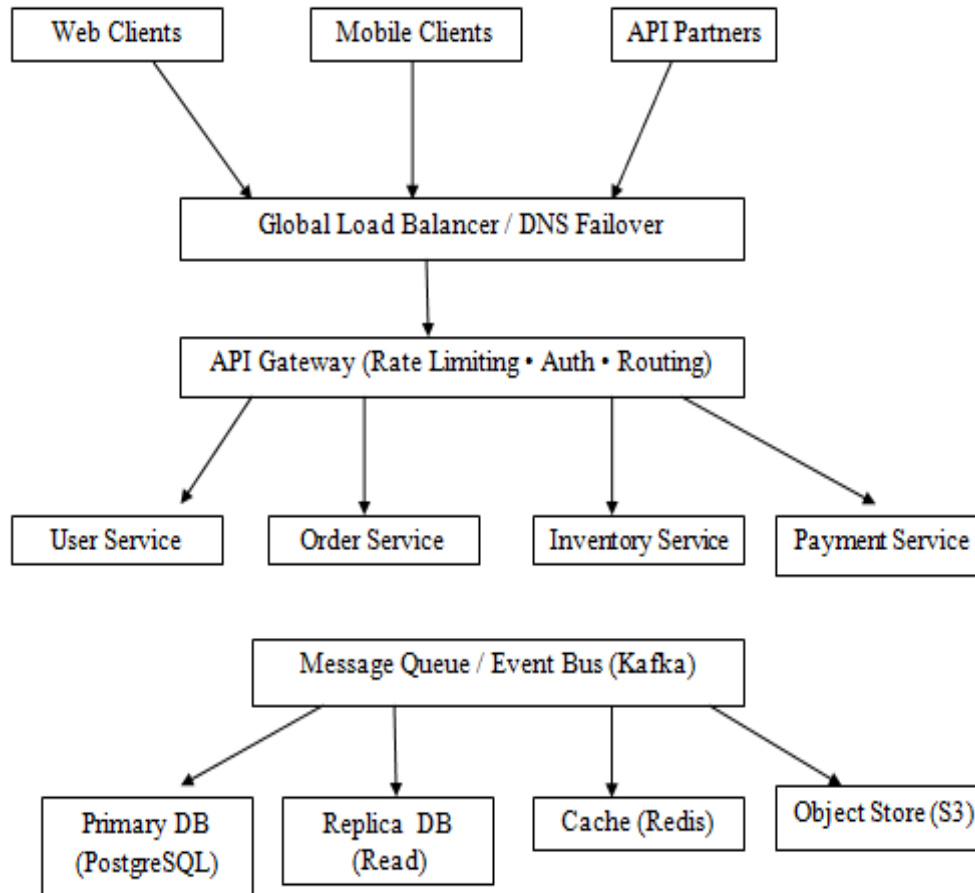 Web Clients
Mobile Clients
API Partners
Global Load Balancer / DNS Failover
API Gateway (Rate Limiting • Auth • Routing)
User Service
Order Service
Inventory Service
Payment Service
Message Queue / Event Bus (Kafka)
Primary DB
(PostgreSQL)
Replica DB
(Read)
Cache (Redis)
Object Store (S3)